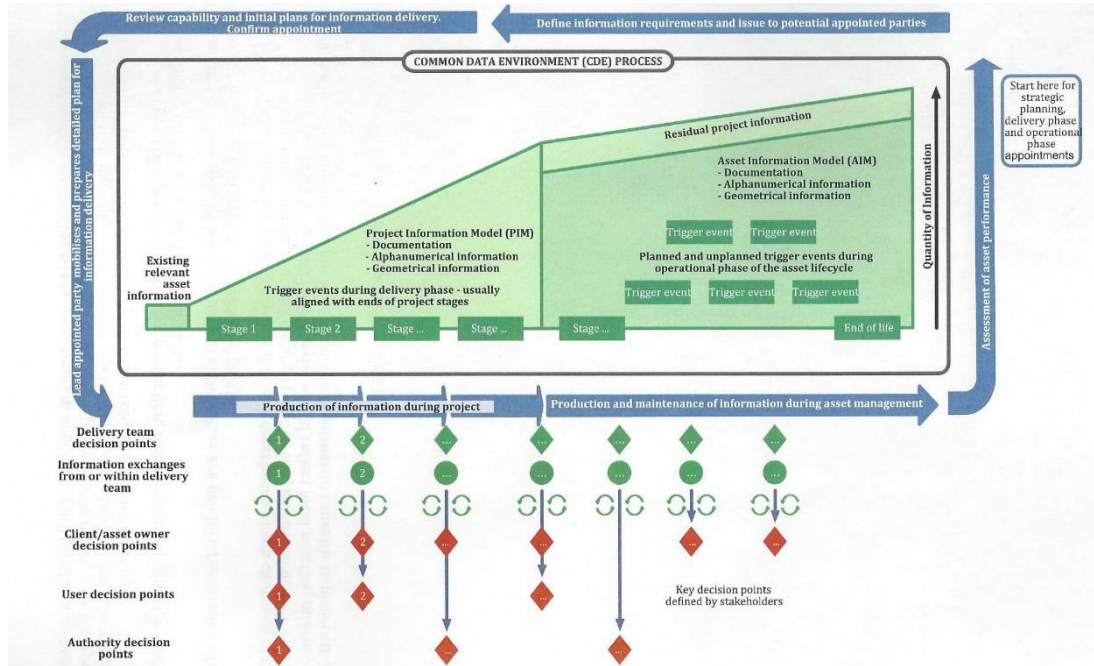 Review capability and initial plans for information delivery.
Confirm appointment
Define information requirements and issue to potential appointed parties
Lead appointed party mobilises and prepares detailed plan for
information delivery
COMMON DATA ENVIRONMENT (CDE) PROCESS
Start here for
strategic
planning,
delivery phase
and operational
phase
appointments
Residual project information
Asset Information Model (AIM)
- Documentation
- Alphanumerical information
- Geometrical information
Quantity of Information
Assessment of asset performance
Project Information Model (PIM)
- Documentation
- Alphanumerical information
- Geometrical information
Trigger event
Trigger event
Existing
relevant
asset
information
Planned and unplanned trigger events during
operational phase of the asset lifecycle
Trigger events during delivery phase - usually
aligned with ends of project stages
Trigger event
Trigger event
Trigger event
Stage 1
Stage 2
Stage ...
Stage ...
Stage ...
End of life
Production of information during project
Production and maintenance of information during asset management
Delivery team
decision points
1
2
...
...
...
...
...
Information exchanges
from or within delivery
team
1
2
...
...
...
...
...
Client/asset owner
decision points
1
2
...
...
...
...
User decision points
1
2
...
Key decision points
defined by stakeholders
Authority decision
points
1
...
...